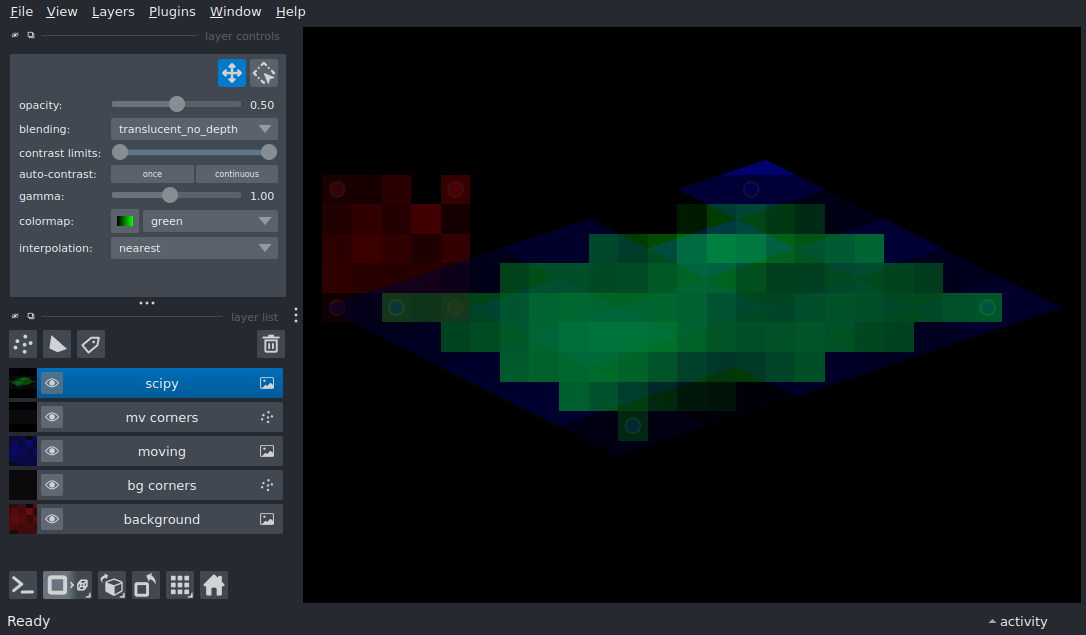 File View Layers Plugins Window Help
layer controls
opacity: 0.50
blending: translucent_no_depth
contrast limits:
auto-contrast: once continuous
gamma: 1.00
colormap: green
interpolation: nearest
layer list
scipy
mv corners
moving
bg corners
background
Ready
activity